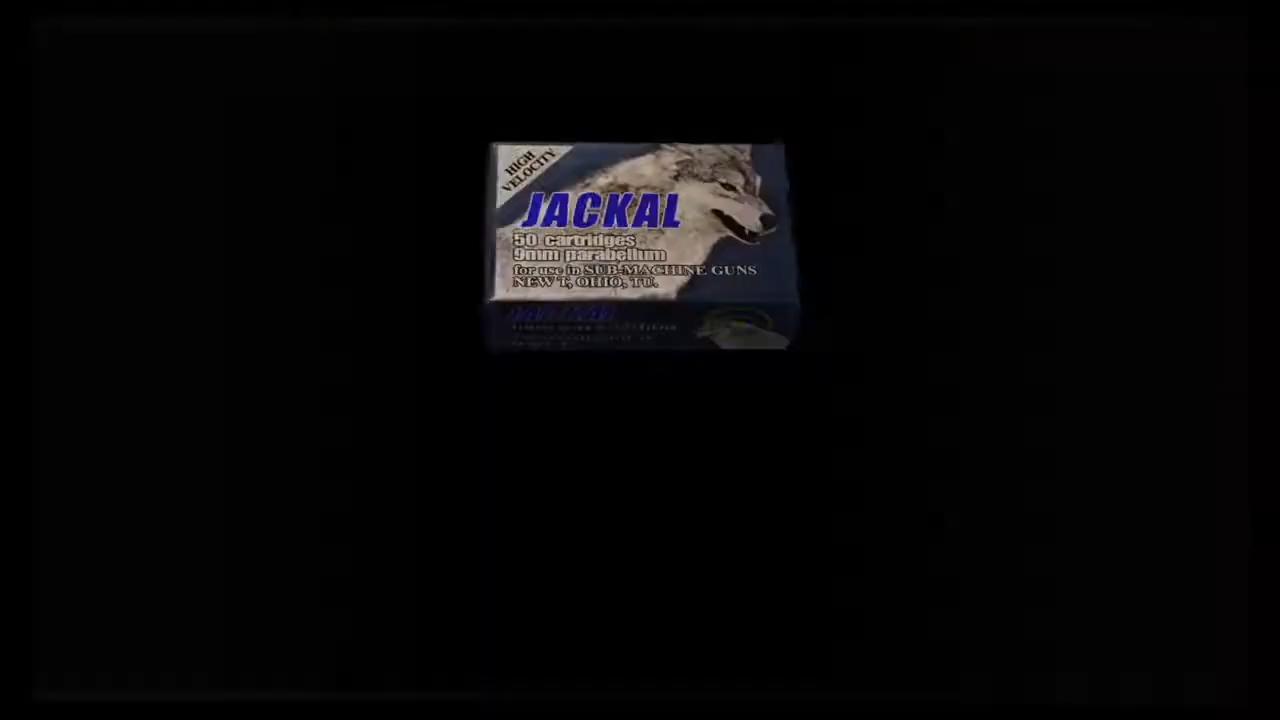 HIGH
VELOCITY
JACKAL
50 cartridges
9mm parabellum
for use in SUB-MACHINE GUNS
NEW T, OHIO, TU.